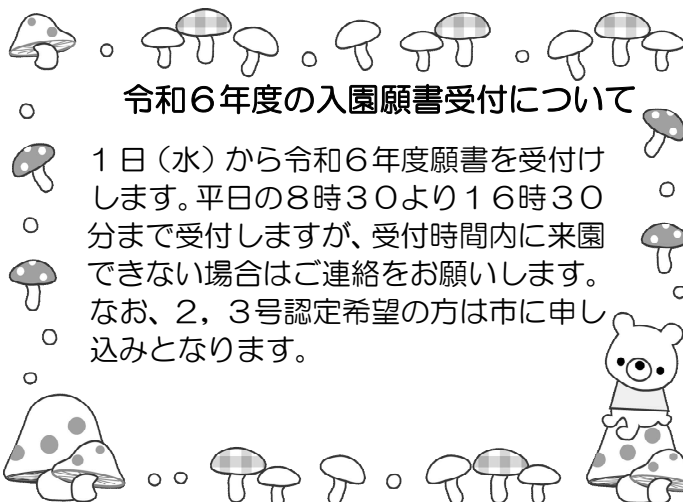 令和６年度の入園願書受付について
１日（水）から令和６年度願書を受付け
します。平日の８時３０より１６時３０
分まで受付しますが、受付時間内に来園
できない場合はご連絡をお願いします。
なお、２，３号認定希望の方は市に申し
込みとなります。